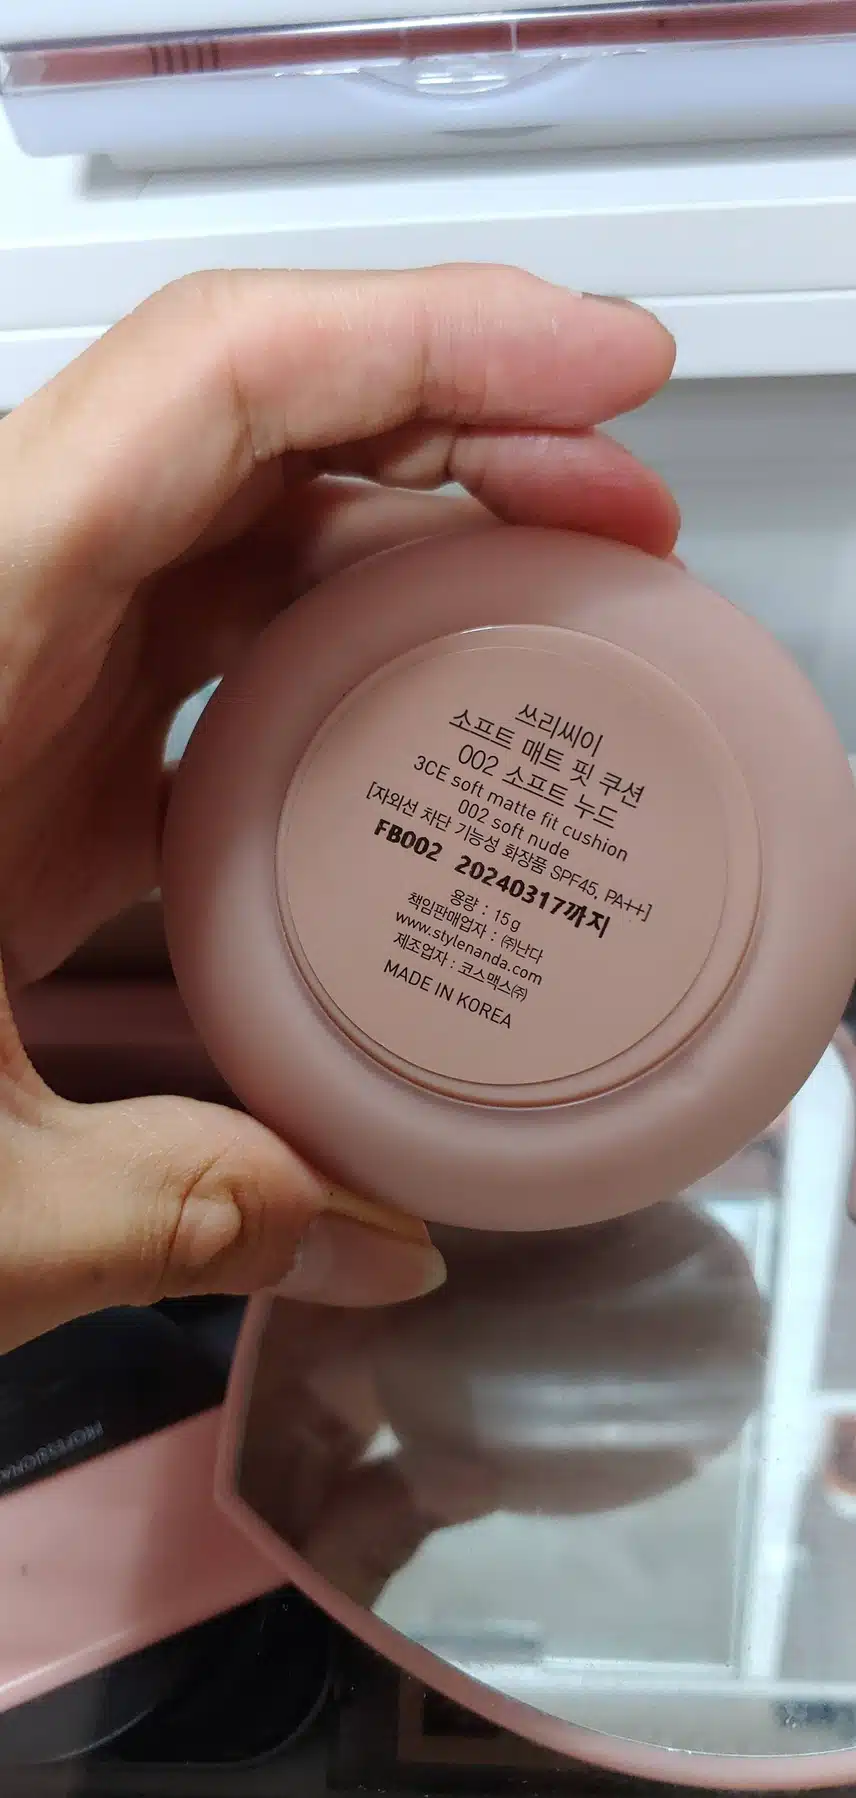 쓰리씨이
소프트 매트 핏 쿠션
002 소프트 누드
3CE soft matte fit cushion
002 soft nude
[자외선 차단 기능성 화장품 SPF45, PA++]
FB002 20240317까지
용량 : 15g
책임판매업자 : ㈜난다
www.stylenanda.com
제조업자 : 코스맥스㈜
MADE IN KOREA